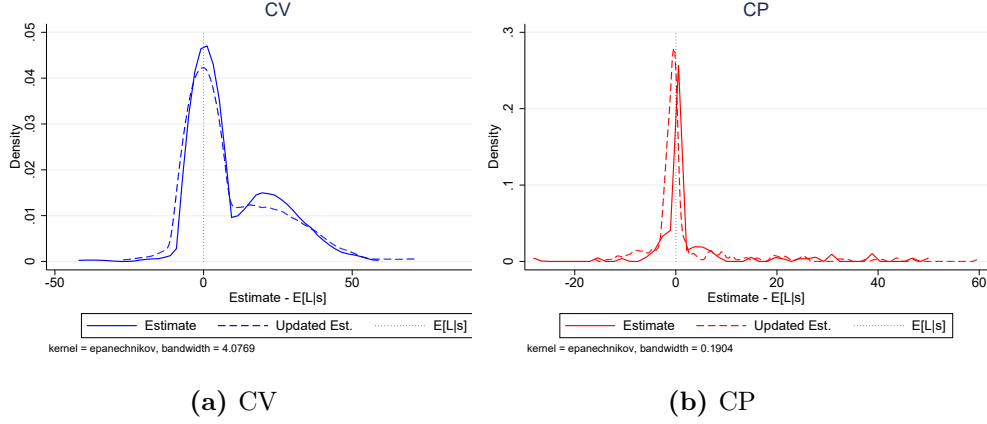 CV
Density
0
.01
.02
.03
.04
.05
-50
0
50
Estimate - E[L|s]
Estimate
Updated Est.
E[L|s]
kernel = epanechnikov, bandwidth = 4.0769
(a) CV
CP
Density
0
.1
.2
.3
-20
0
20
40
60
Estimate - E[L|s]
Estimate
Updated Est.
E[L|s]
kernel = epanechnikov, bandwidth = 0.1904
(b) CP